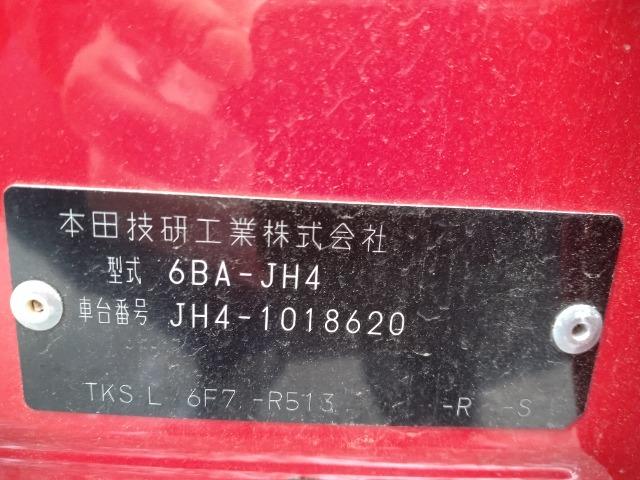 本田技研工業株式会社
型式 6BA-JH4
車台番号 JH4-1018620
TKS L 6F7 -R513 -R -S